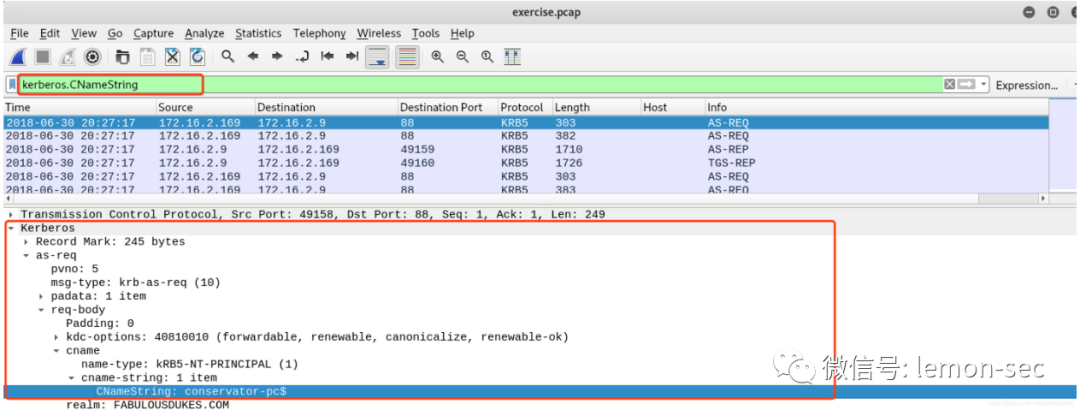 exercise.pcap
File Edit View Go Capture Analyze Statistics Telephony Wireless Tools Help
kerberos.CNameString
Expression...
Time Source Destination Destination Port Protocol Length Host Info
2018-06-30 20:27:17 172.16.2.169 172.16.2.9 88 KRB5 303 AS-REQ
2018-06-30 20:27:17 172.16.2.169 172.16.2.9 88 KRB5 382 AS-REQ
2018-06-30 20:27:17 172.16.2.9 172.16.2.169 49159 KRB5 1710 AS-REP
2018-06-30 20:27:17 172.16.2.9 172.16.2.169 49160 KRB5 1726 TGS-REP
2018-06-30 20:27:17 172.16.2.169 172.16.2.9 88 KRB5 303 AS-REQ
2018-06-30 20:27:17 172.16.2.169 172.16.2.9 88 KRB5 383 AS-REQ
Transmission Control Protocol, Src Port: 49158, Dst Port: 88, Seq: 1, Ack: 1, Len: 249
Kerberos
Record Mark: 245 bytes
as-req
pvno: 5
msg-type: krb-as-req (10)
padata: 1 item
req-body
Padding: 0
kdc-options: 40810010 (forwardable, renewable, canonicalize, renewable-ok)
cname
name-type: kRB5-NT-PRINCIPAL (1)
cname-string: 1 item
CNameString: conservator-pc$
realm: FABULOUSDUKES.COM
微信号: lemon-sec